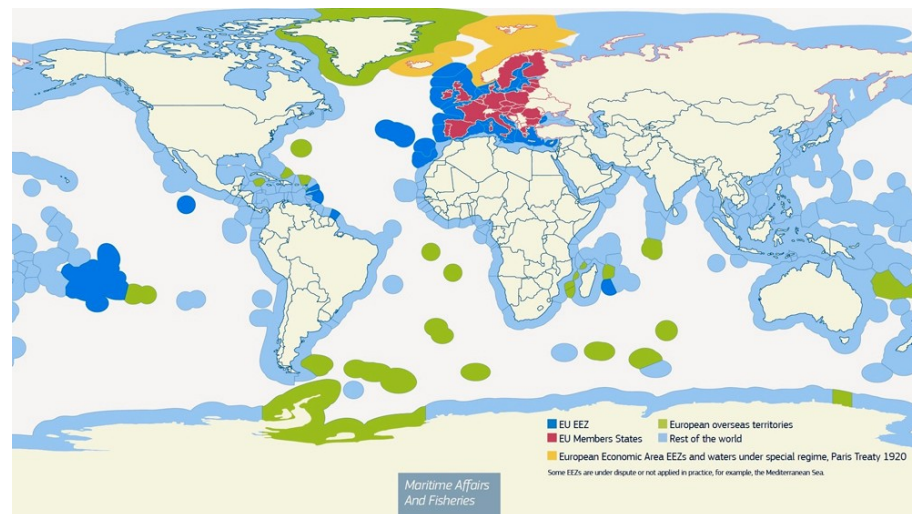 EU EEZ
European overseas territories
EU Members States
Rest of the world
European Economic Area EEZs and waters under special regime, Paris Treaty 1920
Some EEZs are under dispute or not applied in practice, for example, the Mediterranean Sea.
Maritime Affairs
And Fisheries